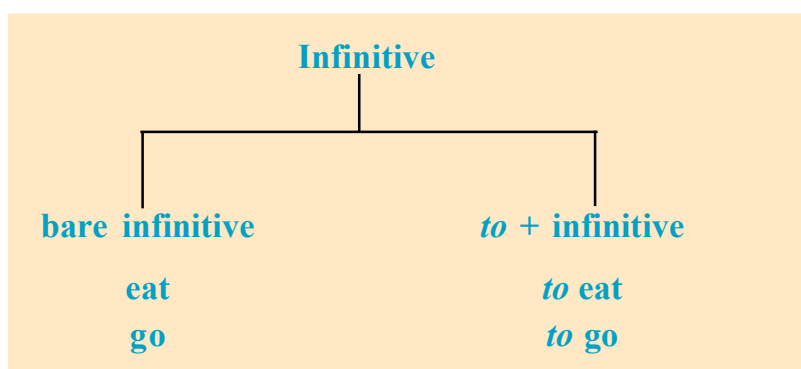 Infinitive
bare infinitive
to + infinitive
eat
to eat
go
to go